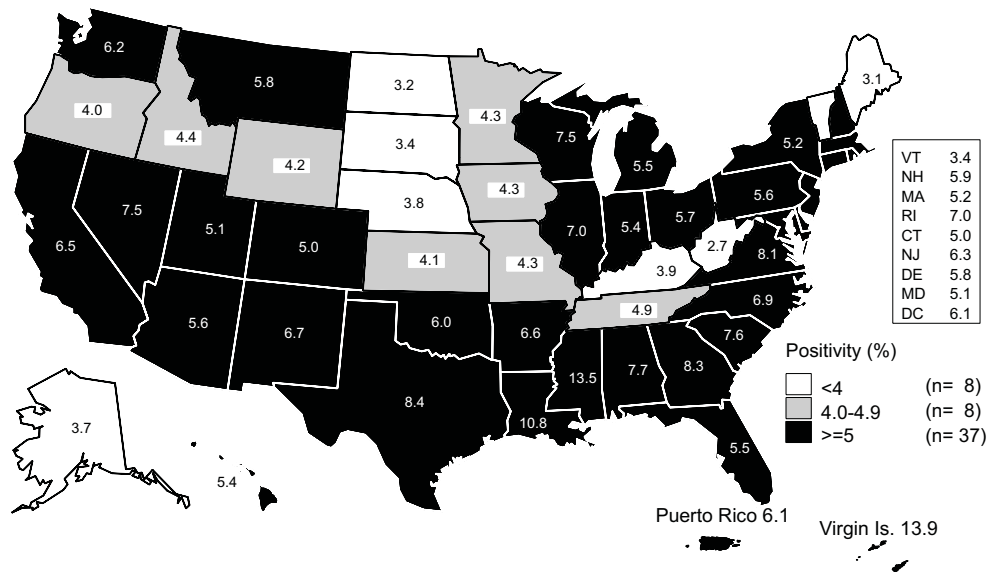 6.2
5.8
3.2
3.1
4.0
4.3
4.4
3.4
7.5
5.2
4.2
5.5
VT 3.4
NH 5.9
MA 5.2
RI 7.0
CT 5.0
NJ 6.3
DE 5.8
MD 5.1
DC 6.1
3.8
4.3
5.6
7.5
5.1
5.0
7.0
5.4
5.7
2.7
6.5
4.1
4.3
3.9
8.1
5.6
6.7
6.0
6.6
4.9
6.9
7.6
13.5
7.7
8.3
8.4
10.8
5.5
3.7
5.4
Positivity (%)
<4 (n= 8)
4.0-4.9 (n= 8)
>=5 (n= 37)
Puerto Rico 6.1
Virgin Is. 13.9